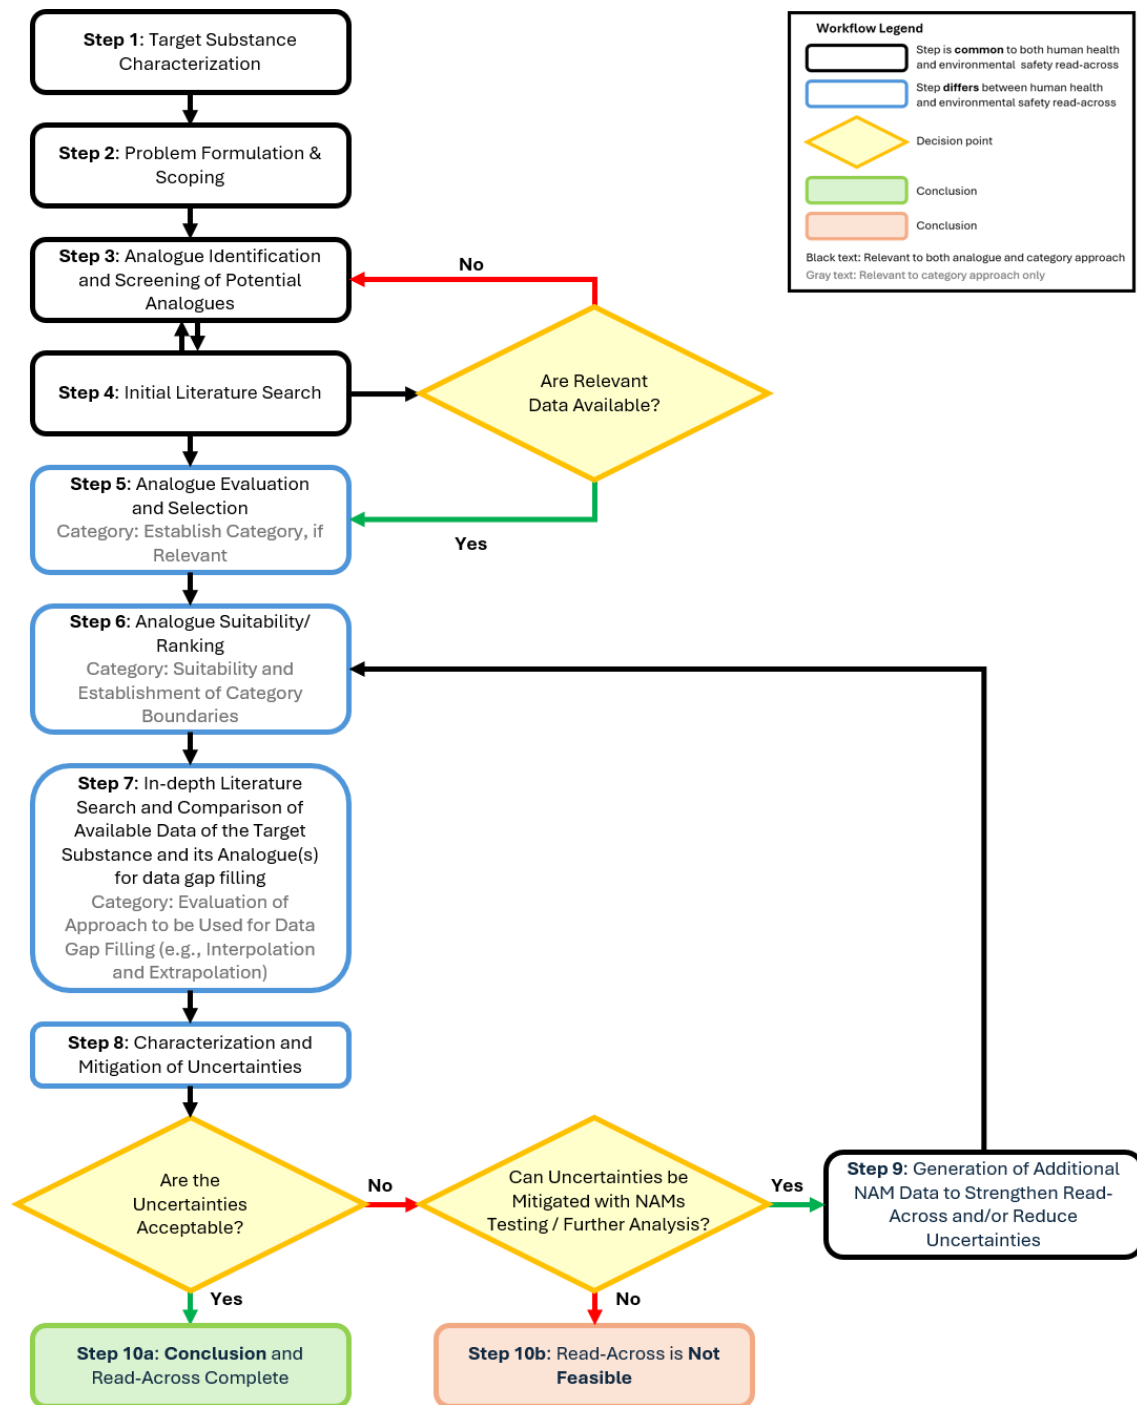 Step 1: Target Substance
Characterization
Step 2: Problem Formulation &
Scoping
Step 3: Analogue Identification
and Screening of Potential
Analogues
No
Step 4: Initial Literature Search
Are Relevant
Data Available?
Step 5: Analogue Evaluation
and Selection
Category: Establish Category, if
Relevant
Yes
Step 6: Analogue Suitability/
Ranking
Category: Suitability and
Establishment of Category
Boundaries
Step 7: In-depth Literature
Search and Comparison of
Available Data of the Target
Substance and its Analogue(s)
for data gap filling
Category: Evaluation of
Approach to be Used for Data
Gap Filling (e.g., Interpolation
and Extrapolation)
Step 8: Characterization and
Mitigation of Uncertainties
Are the
Uncertainties
Acceptable?
No
Can Uncertainties be
Mitigated with NAMs
Testing / Further Analysis?
Yes
Step 9: Generation of Additional
NAM Data to Strengthen Read-
Across and/or Reduce
Uncertainties
Yes
No
Step 10a: Conclusion and
Read-Across Complete
Step 10b: Read-Across is Not
Feasible
Workflow Legend
Step is common to both human health
and environmental safety read-across
Step differs between human health
and environmental safety read-across
Decision point
Conclusion
Conclusion
Black text: Relevant to both analogue and category approach
Gray text: Relevant to category approach only